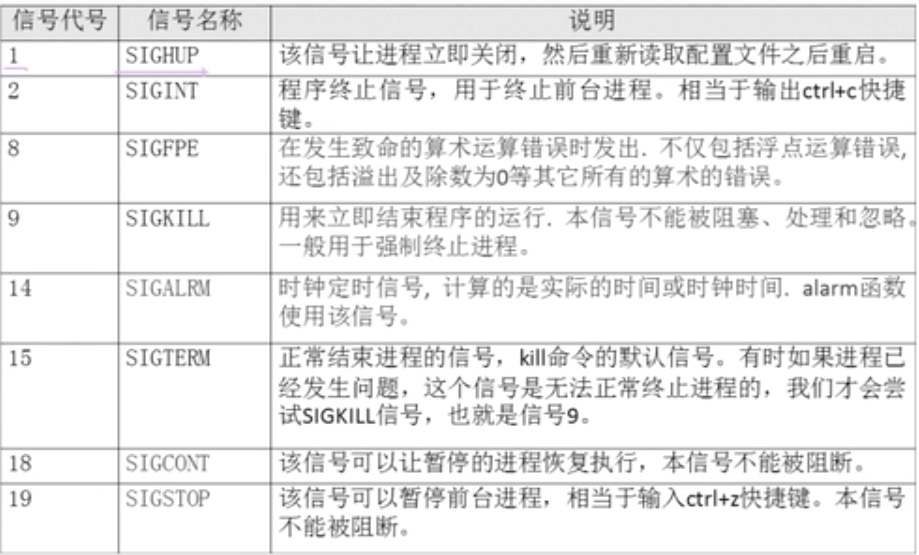 信号代号 信号名称 说明
1 SIGHUP 该信号让进程立即关闭，然后重新读取配置文件之后重启。
2 SIGINT 程序终止信号，用于终止前台进程。相当于输出ctrl+c快捷
键。
8 SIGFPE 在发生致命的算术运算错误时发出. 不仅包括浮点运算错误,
还包括溢出及除数为0等其它所有的算术的错误。
9 SIGKILL 用来立即结束程序的运行. 本信号不能被阻塞、处理和忽略。
一般用于强制终止进程。
14 SIGALRM 时钟定时信号, 计算的是实际的时间或时钟时间. alarm函数
使用该信号。
15 SIGTERM 正常结束进程的信号，kill命令的默认信号。有时如果进程已
经发生问题，这个信号是无法正常终止进程的，我们才会尝
试SIGKILL信号，也就是信号9。
18 SIGCONT 该信号可以让暂停的进程恢复执行，本信号不能被阻断。
19 SIGSTOP 该信号可以暂停前台进程，相当于输入ctrl+z快捷键。本信号
不能被阻断。